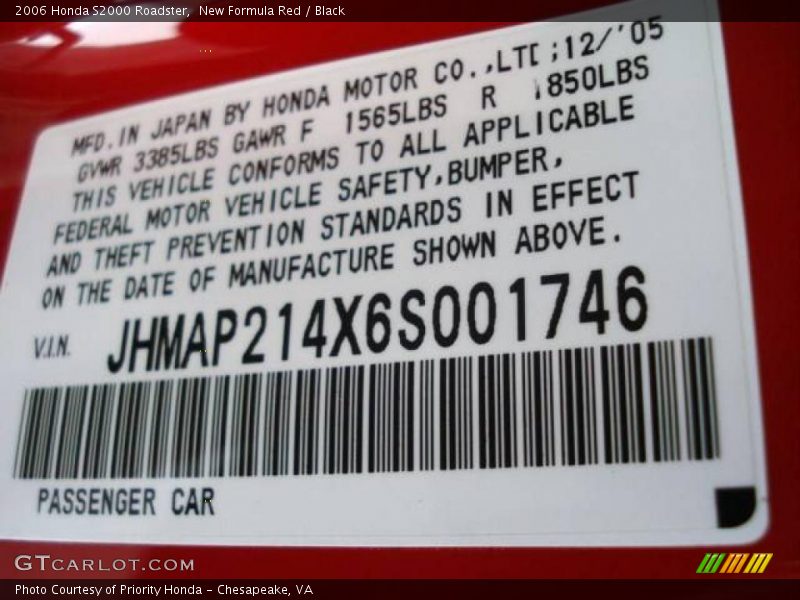 2006 Honda S2000 Roadster, New Formula Red / Black
MFD. IN JAPAN BY HONDA MOTOR CO.,LTD ;12/'05
GVWR 3385LBS GAWR F 1565LBS R 1850LBS
THIS VEHICLE CONFORMS TO ALL APPLICABLE
FEDERAL MOTOR VEHICLE SAFETY,BUMPER,
AND THEFT PREVENTION STANDARDS IN EFFECT
ON THE DATE OF MANUFACTURE SHOWN ABOVE.
V.I.N. JHMAP214X6S001746
PASSENGER CAR
GTCARLOT.COM
Photo Courtesy of Priority Honda - Chesapeake, VA